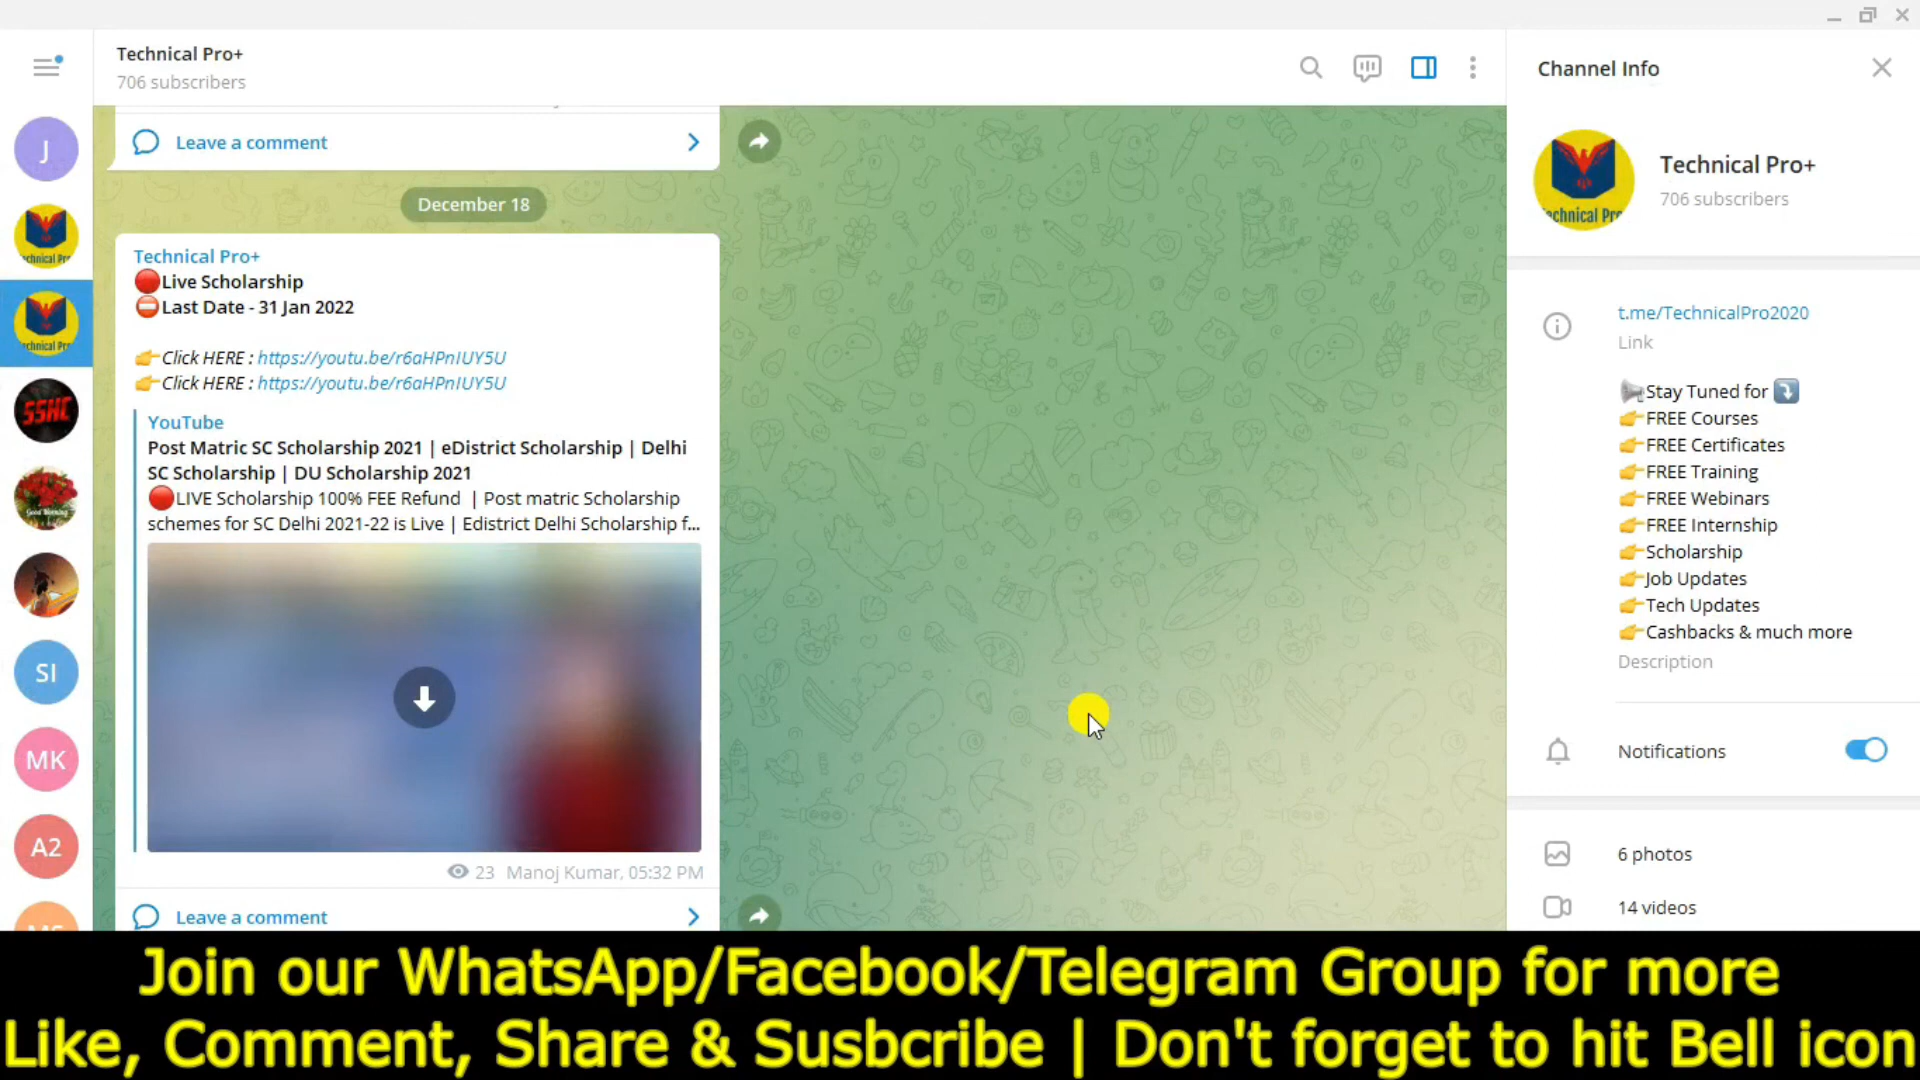 Technical Pro+
706 subscribers
Leave a comment
December 18
Technical Pro+
🔴Live Scholarship
⛔Last Date - 31 Jan 2022
👉Click HERE : https://youtu.be/r6aHPnIUY5U
👉Click HERE : https://youtu.be/r6aHPnIUY5U
YouTube
Post Matric SC Scholarship 2021 | eDistrict Scholarship | Delhi
SC Scholarship | DU Scholarship 2021
🔴LIVE Scholarship 100% FEE Refund | Post matric Scholarship
schemes for SC Delhi 2021-22 is Live | Edistrict Delhi Scholarship f...
23 Manoj Kumar, 05:32 PM
Leave a comment
J
SSHC
Good Morning
SI
MK
A2
Channel Info
Technical Pro+
706 subscribers
t.me/TechnicalPro2020
Link
📢Stay Tuned for ⤵️
👉FREE Courses
👉FREE Certificates
👉FREE Training
👉FREE Webinars
👉FREE Internship
👉Scholarship
👉Job Updates
👉Tech Updates
👉Cashbacks & much more
Description
Notifications
6 photos
14 videos
Join our WhatsApp/Facebook/Telegram Group for more
Like, Comment, Share & Susbcribe | Don't forget to hit Bell icon